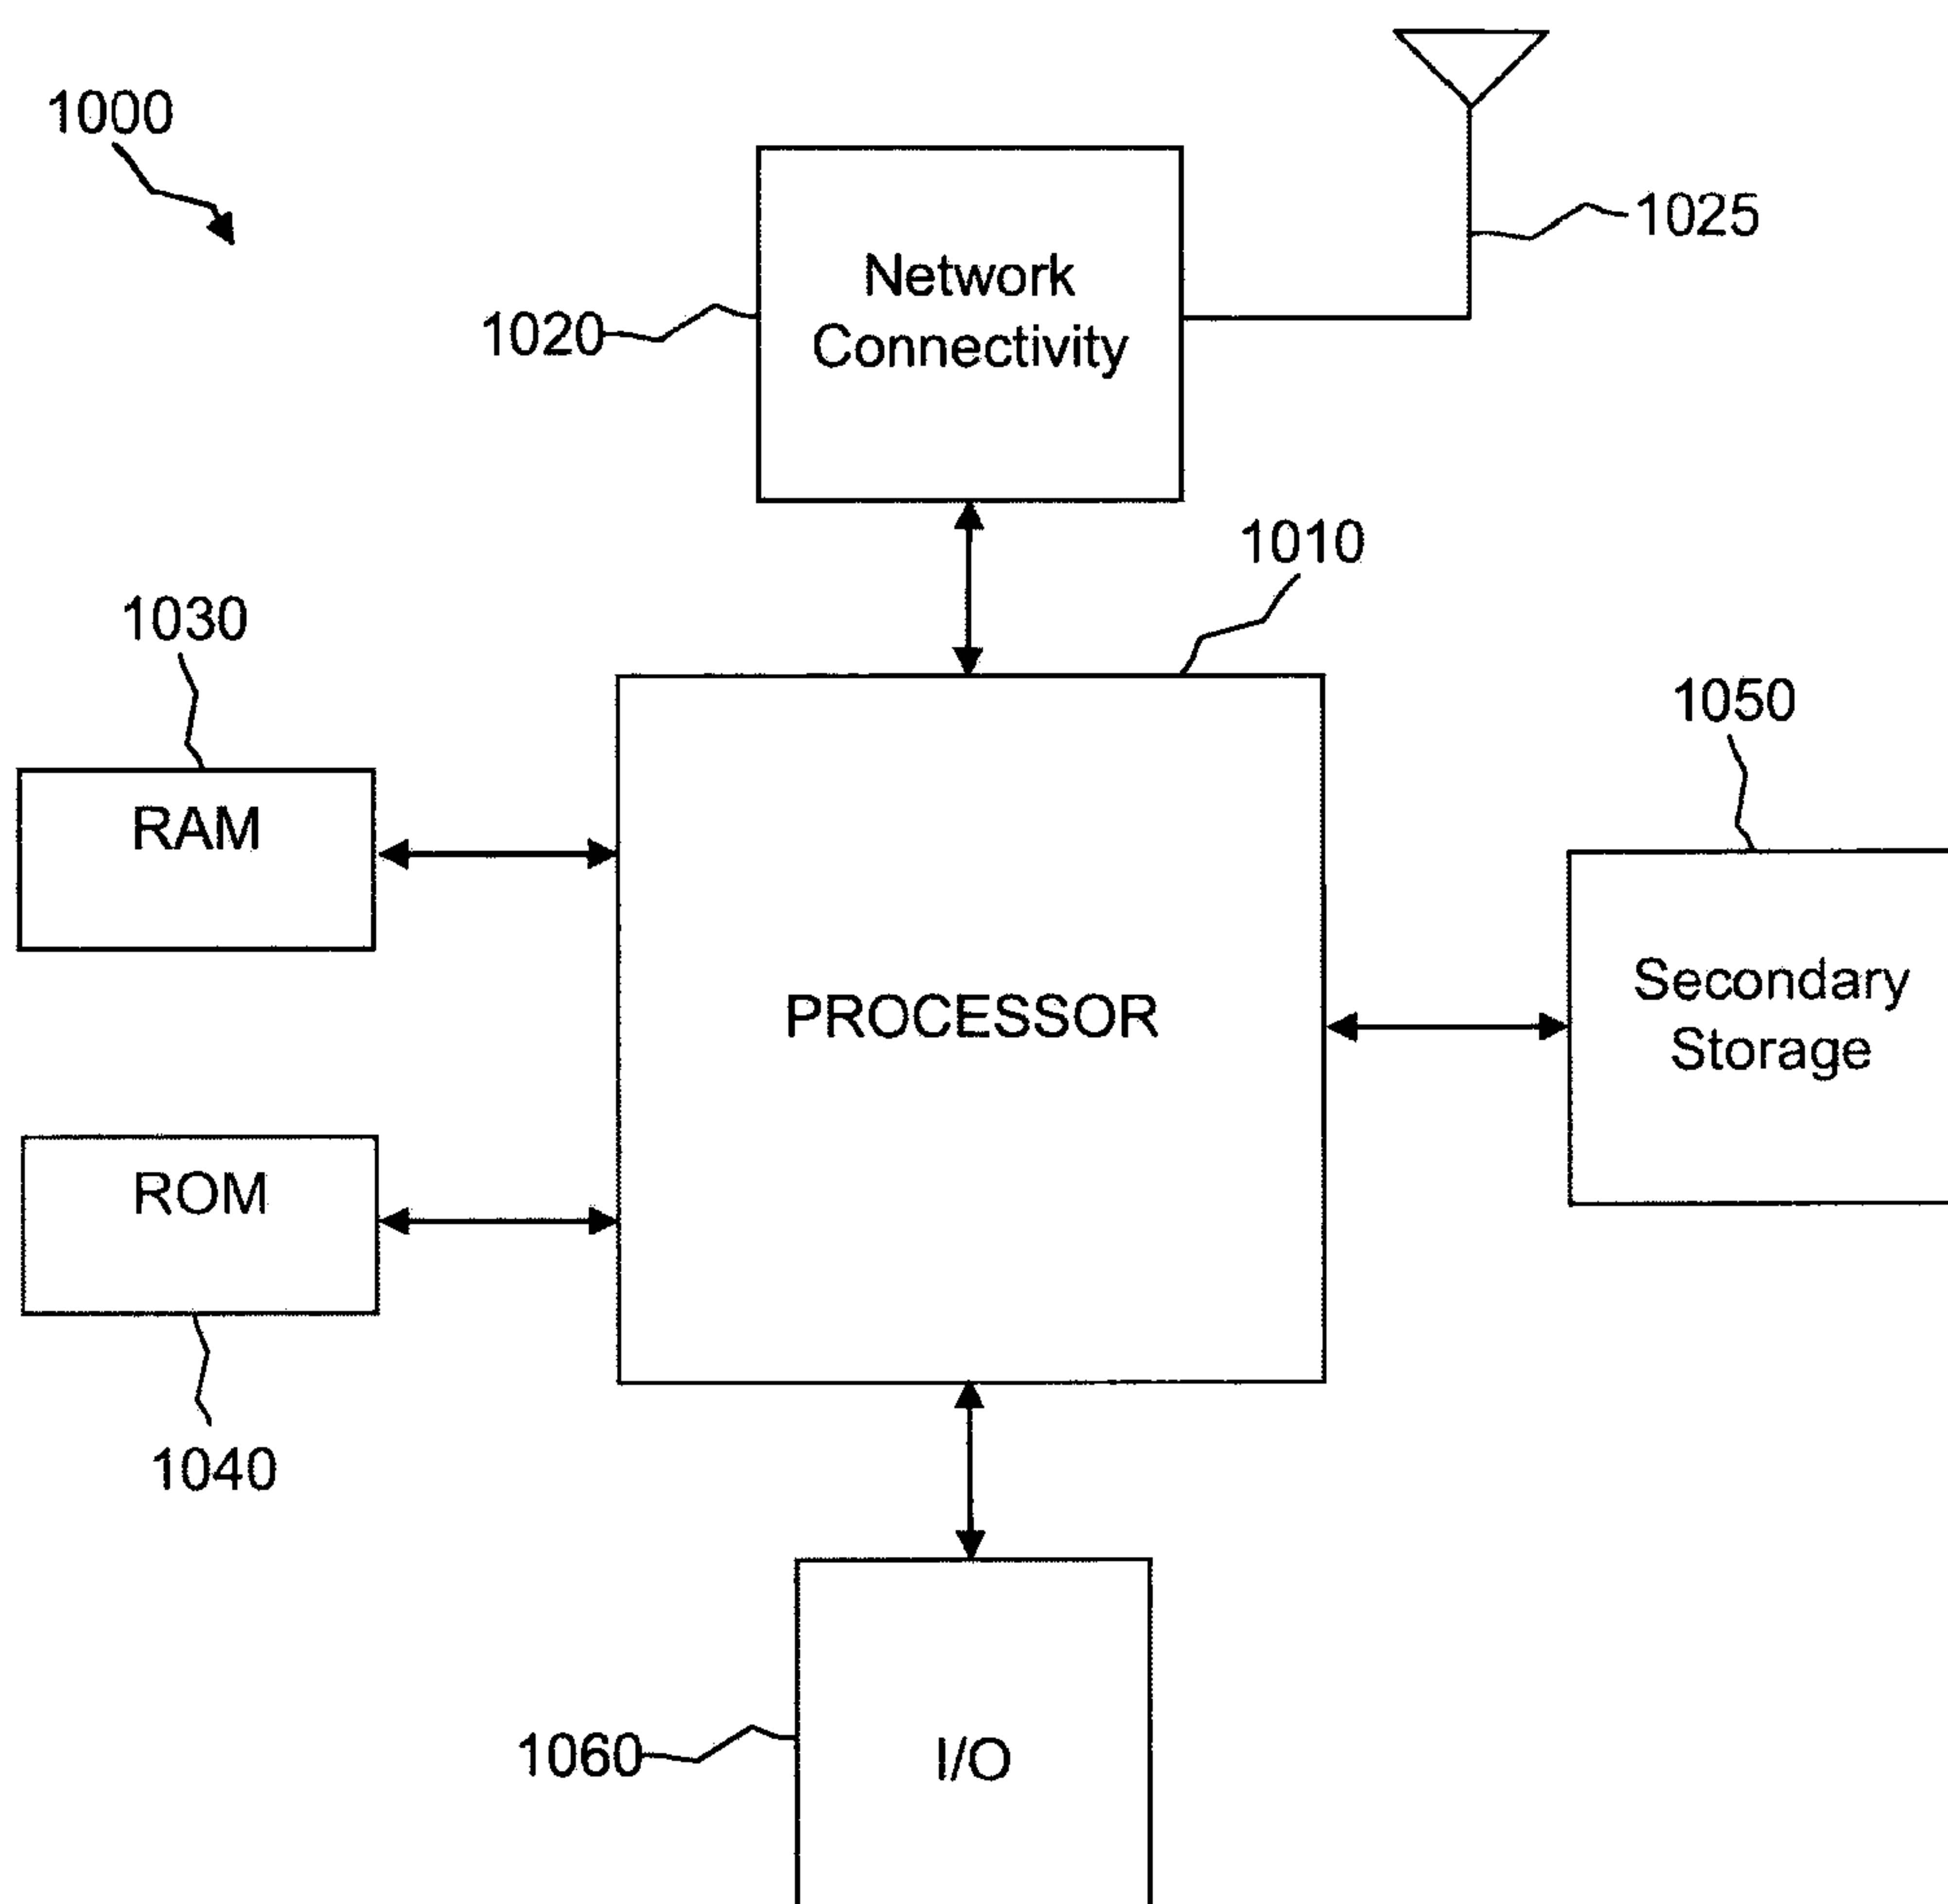 1000
1025
Network
Connectivity
1020
1010
1030
1050
RAM
Secondary
Storage
PROCESSOR
ROM
1040
1060
I/O